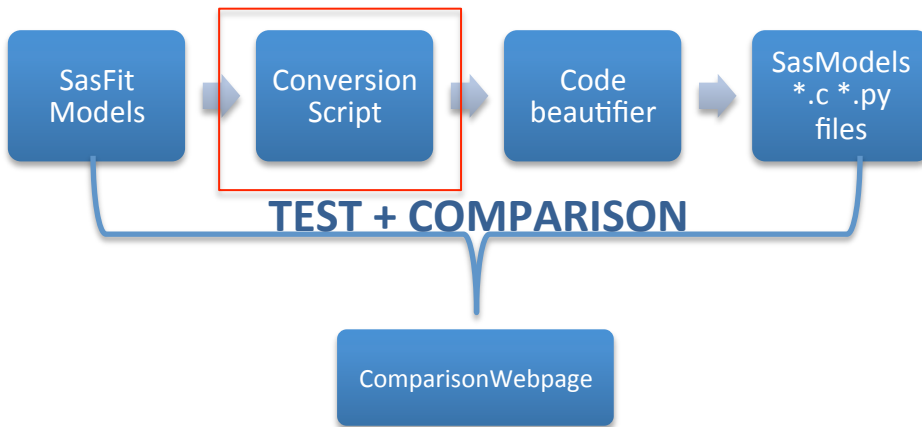 SasFit
Models
Conversion
Script
Code
beautifier
SasModels
*.c *.py
files
TEST + COMPARISON
ComparisonWebpage